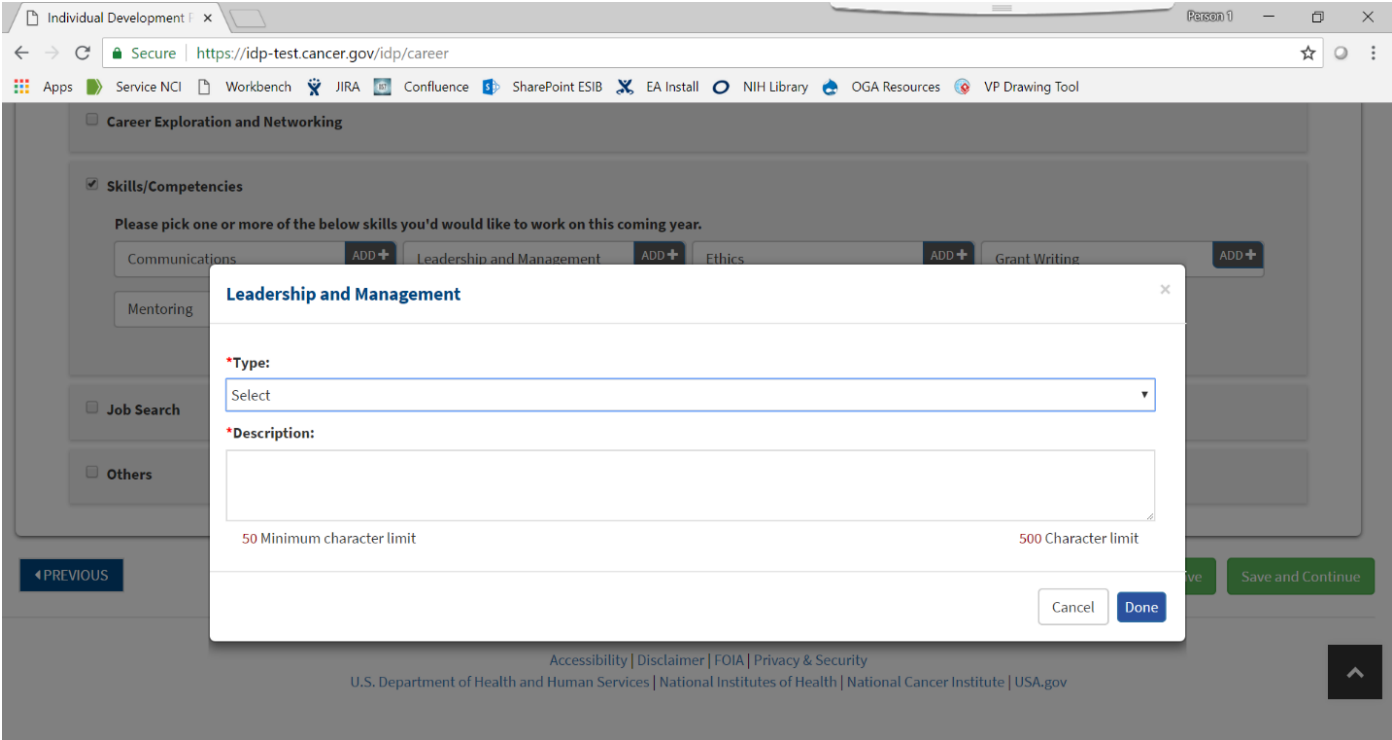 Individual Development P
Person 1
Secure | https://idp-test.cancer.gov/idp/career
Apps Service NCI Workbench JIRA Confluence SharePoint ESIB EA Install NIH Library OGA Resources VP Drawing Tool
Career Exploration and Networking
Skills/Competencies
Please pick one or more of the below skills you'd would like to work on this coming year.
Communications ADD+ Leadership and Management ADD+ Ethics ADD+ Grant Writing ADD+
Mentoring
Leadership and Management ×
*Type:
Select
*Description:
50 Minimum character limit 500 Character limit
Cancel Done
Job Search
Others
PREVIOUS Save and Continue
Accessibility | Disclaimer | FOIA | Privacy & Security
U.S. Department of Health and Human Services | National Institutes of Health | National Cancer Institute | USA.gov